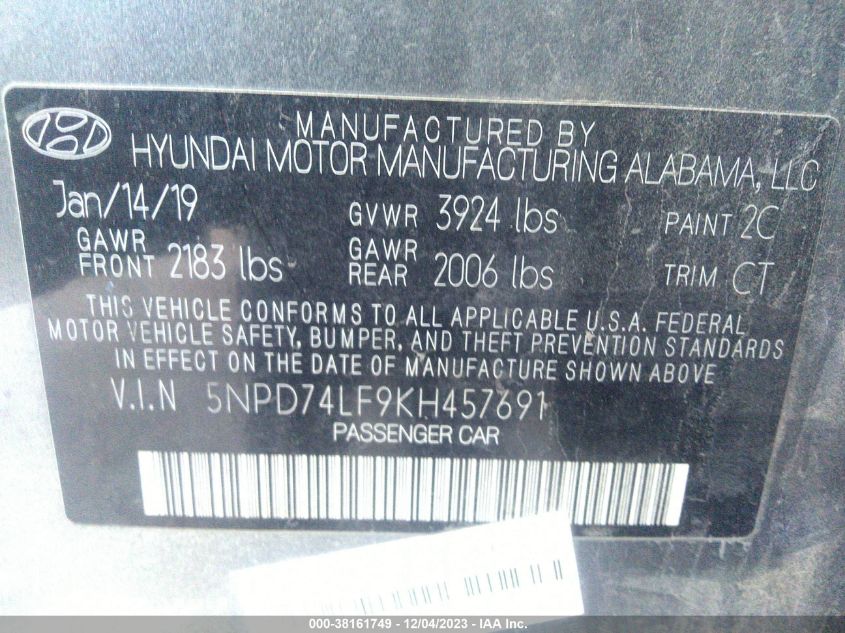 MANUFACTURED BY
HYUNDAI MOTOR MANUFACTURING ALABAMA, LLC
Jan/14/19 GVWR 3924 lbs PAINT 2C
GAWR FRONT 2183 lbs GAWR REAR 2006 lbs TRIM CT
THIS VEHICLE CONFORMS TO ALL APPLICABLE U.S.A. FEDERAL
MOTOR VEHICLE SAFETY, BUMPER, AND THEFT PREVENTION STANDARDS
IN EFFECT ON THE DATE OF MANUFACTURE SHOWN ABOVE
V.I.N 5NPD74LF9KH457691
PASSENGER CAR
000-38161749 - 12/04/2023 - IAA Inc.